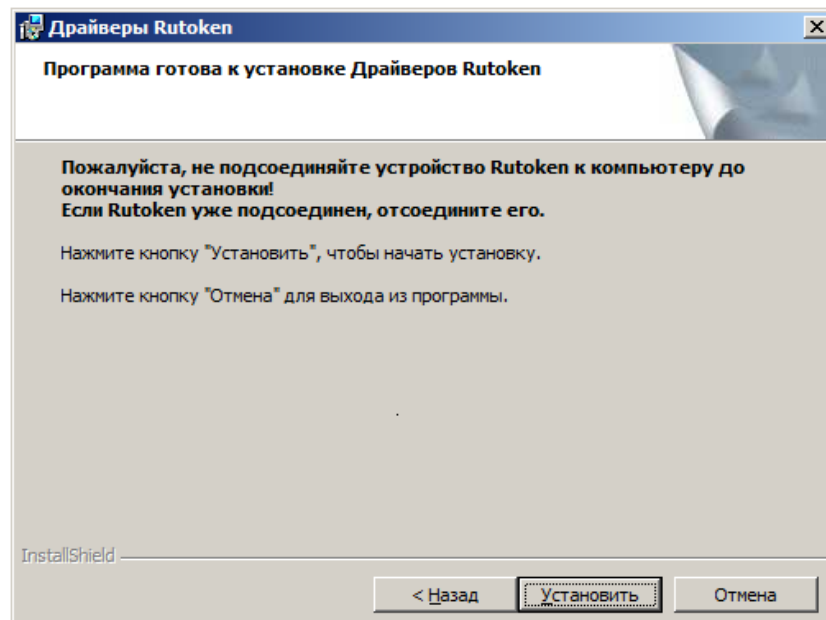 Драйверы Rutoken
Программа готова к установке Драйверов Rutoken
Пожалуйста, не подсоединяйте устройство Rutoken к компьютеру до
окончания установки!
Если Rutoken уже подсоединен, отсоедините его.
Нажмите кнопку "Установить", чтобы начать установку.
Нажмите кнопку "Отмена" для выхода из программы.
.
InstallShield
< Назад
Установить
Отмена